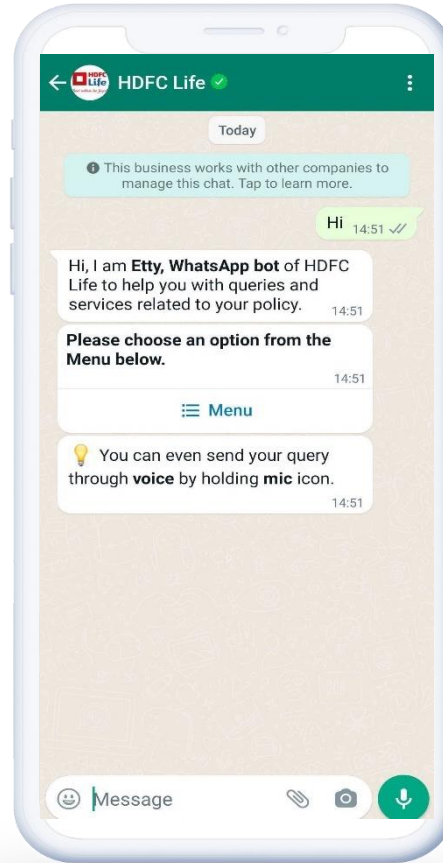 HDFC
Life
HDFC Life
Today
This business works with other companies to
manage this chat. Tap to learn more.
Hi 14:51
Hi, I am Etty, WhatsApp bot of HDFC
Life to help you with queries and
services related to your policy. 14:51
Please choose an option from the
Menu below.
14:51
Menu
You can even send your query
through voice by holding mic icon.
14:51
Message